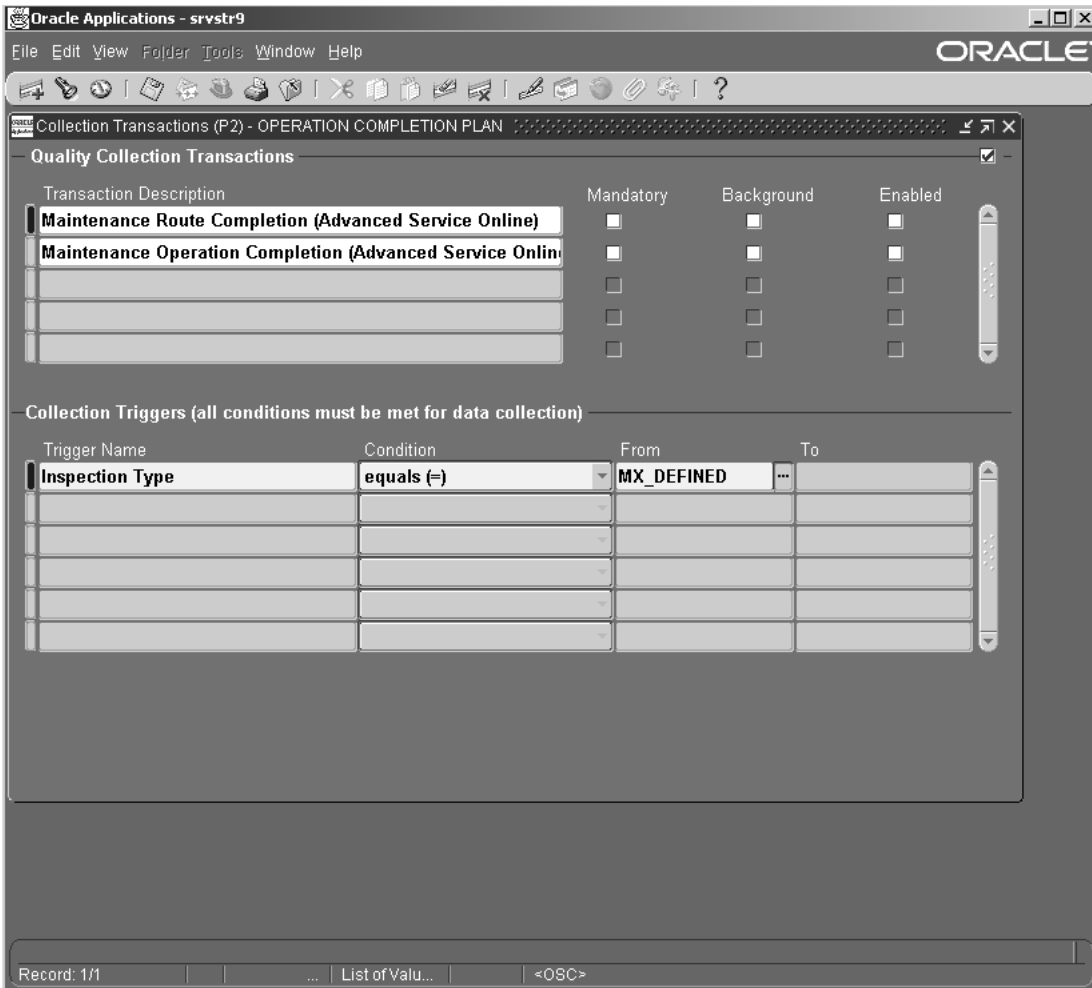 Oracle Applications - srvstr9
File Edit View Folder Tools Window Help
ORACLE
?
Collection Transactions (P2) - OPERATION COMPLETION PLAN
Quality Collection Transactions
Transaction Description Mandatory Background Enabled
Maintenance Route Completion (Advanced Service Online)
Maintenance Operation Completion (Advanced Service Onlin
Collection Triggers (all conditions must be met for data collection)
Trigger Name Condition From To
Inspection Type equals (=) MX_DEFINED ...
Record: 1/1 ... List of Valu... <OSC>